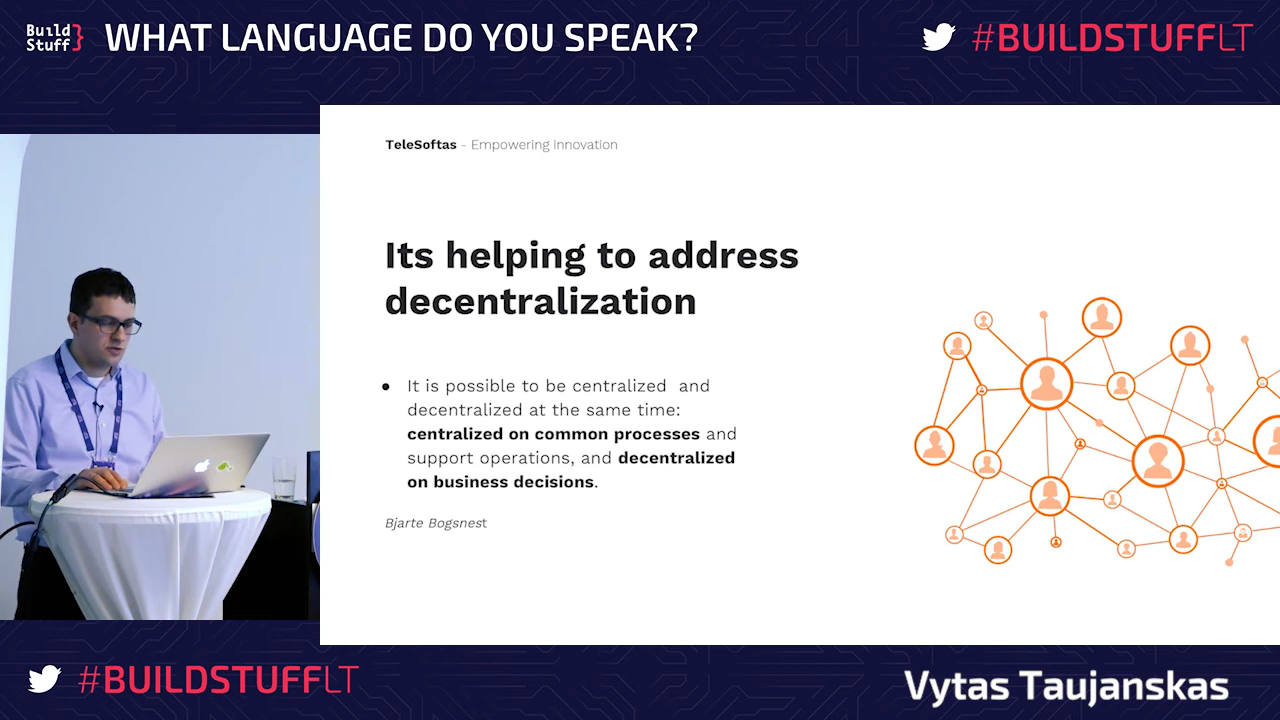 Build
Stuff}
WHAT LANGUAGE DO YOU SPEAK?
#BUILDSTUFFLT
TeleSoftas - Empowering Innovation
Its helping to address
decentralization
● It is possible to be centralized and
decentralized at the same time:
centralized on common processes and
support operations, and decentralized
on business decisions.
Bjarte Bogsnest
#BUILDSTUFFLT
Vytas Taujanskas